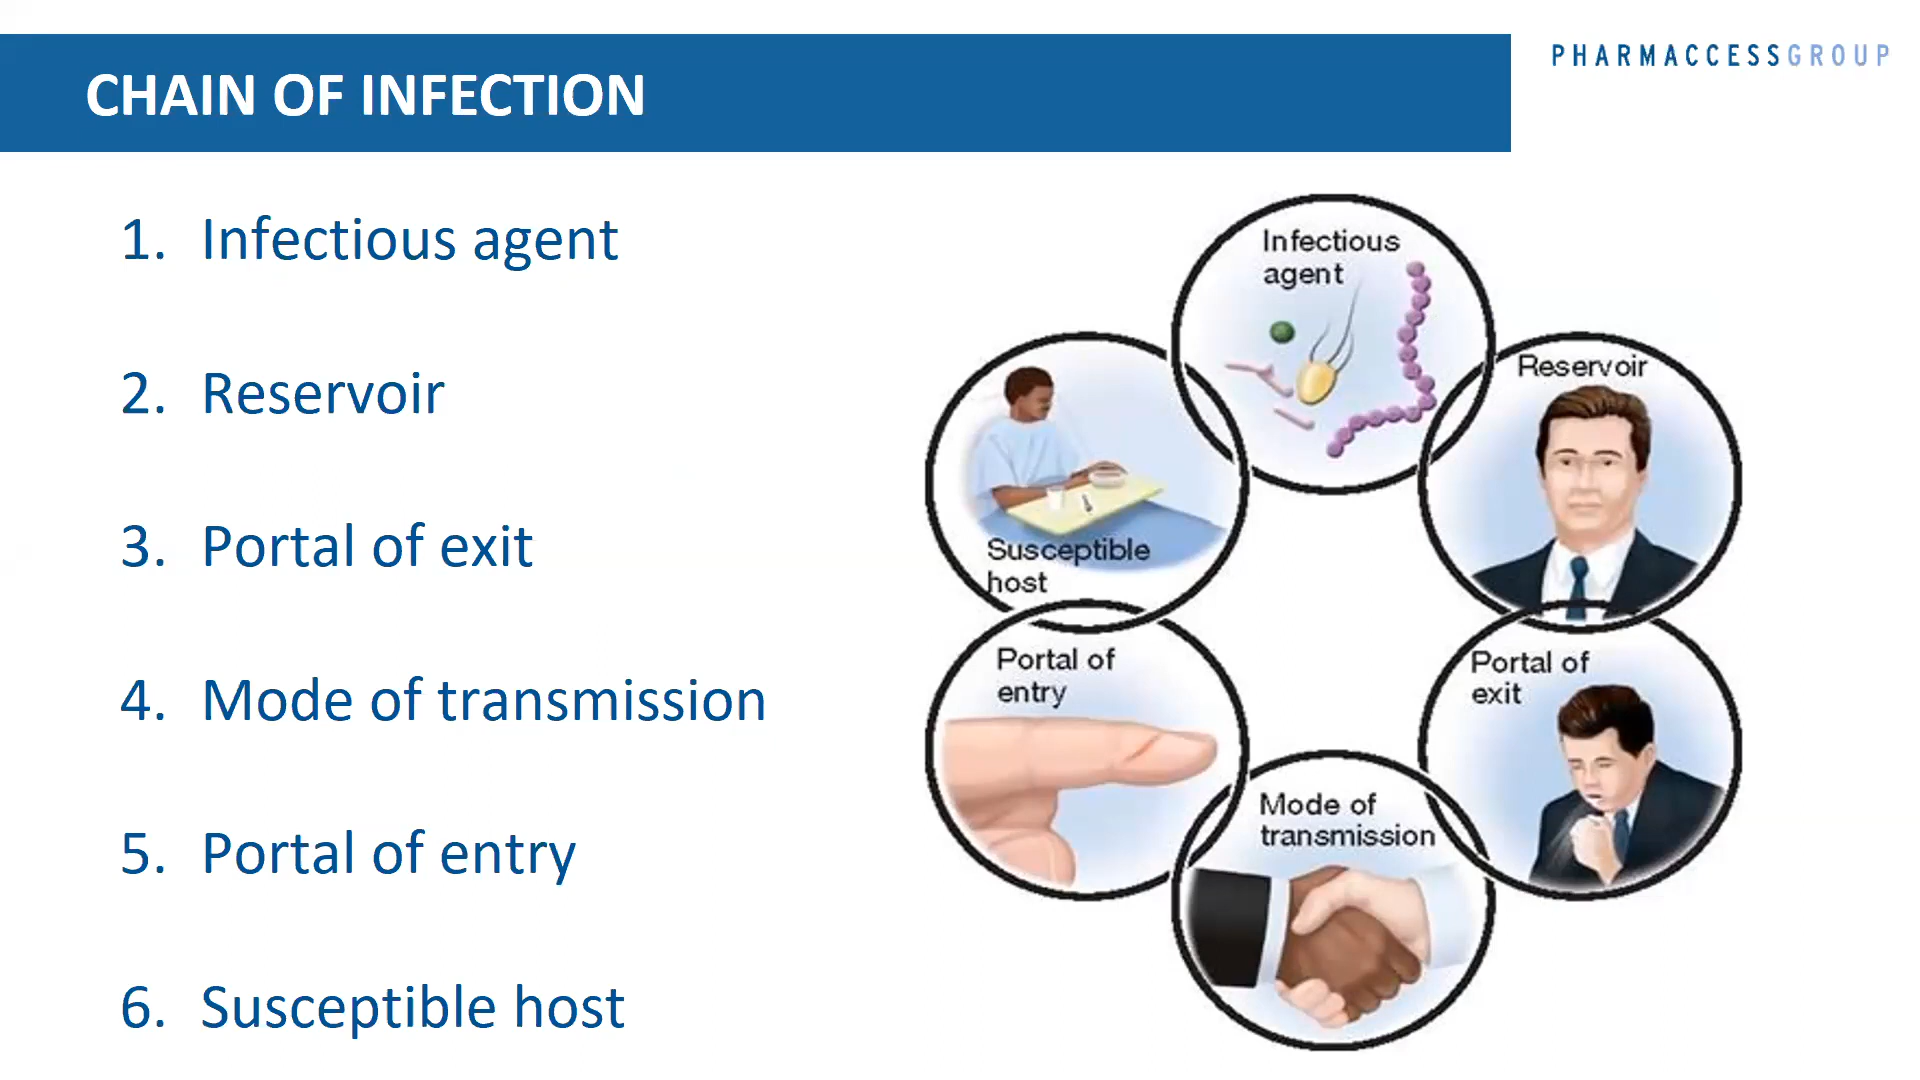 CHAIN OF INFECTION
PHARMACCESSGROUP
1. Infectious agent
2. Reservoir
3. Portal of exit
4. Mode of transmission
5. Portal of entry
6. Susceptible host
Infectious
agent
Reservoir
Portal of
exit
Mode of
transmission
Portal of
entry
Susceptible
host